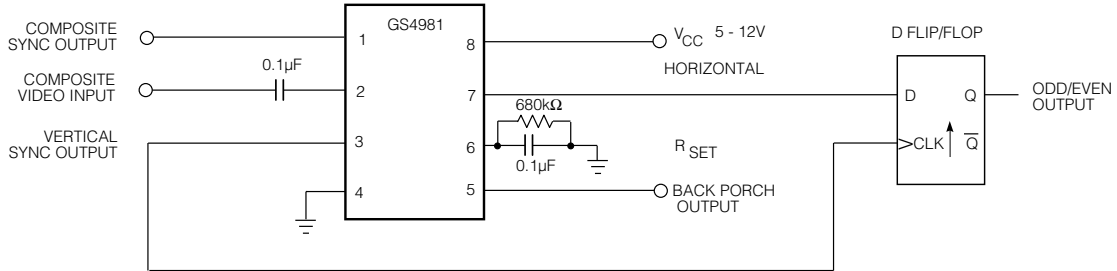 COMPOSITE
SYNC OUTPUT
COMPOSITE
VIDEO INPUT
0.1µF
VERTICAL
SYNC OUTPUT
GS4981
1
2
3
4
8
7
6
5
VCC 5 - 12V
HORIZONTAL
680kΩ
0.1µF
RSET
BACK PORCH
OUTPUT
D FLIP/FLOP
D Q
CLK Q̅
ODD/EVEN
OUTPUT